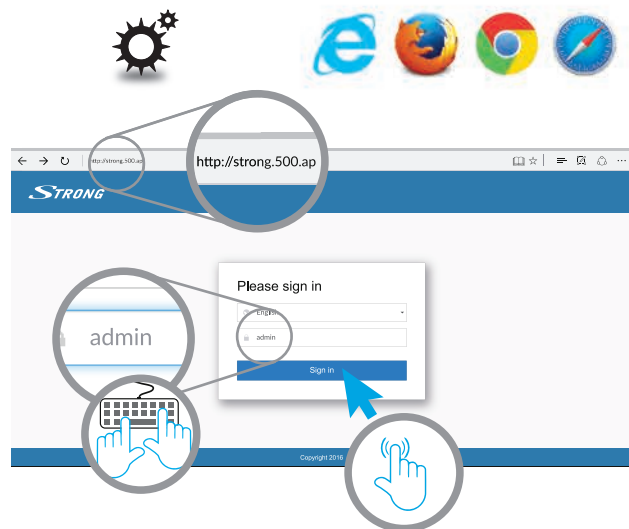 http://strong.500.ap
http://strong.500.ap
STRONG
Please sign in
English
admin
admin
Sign in
Copyright 2016